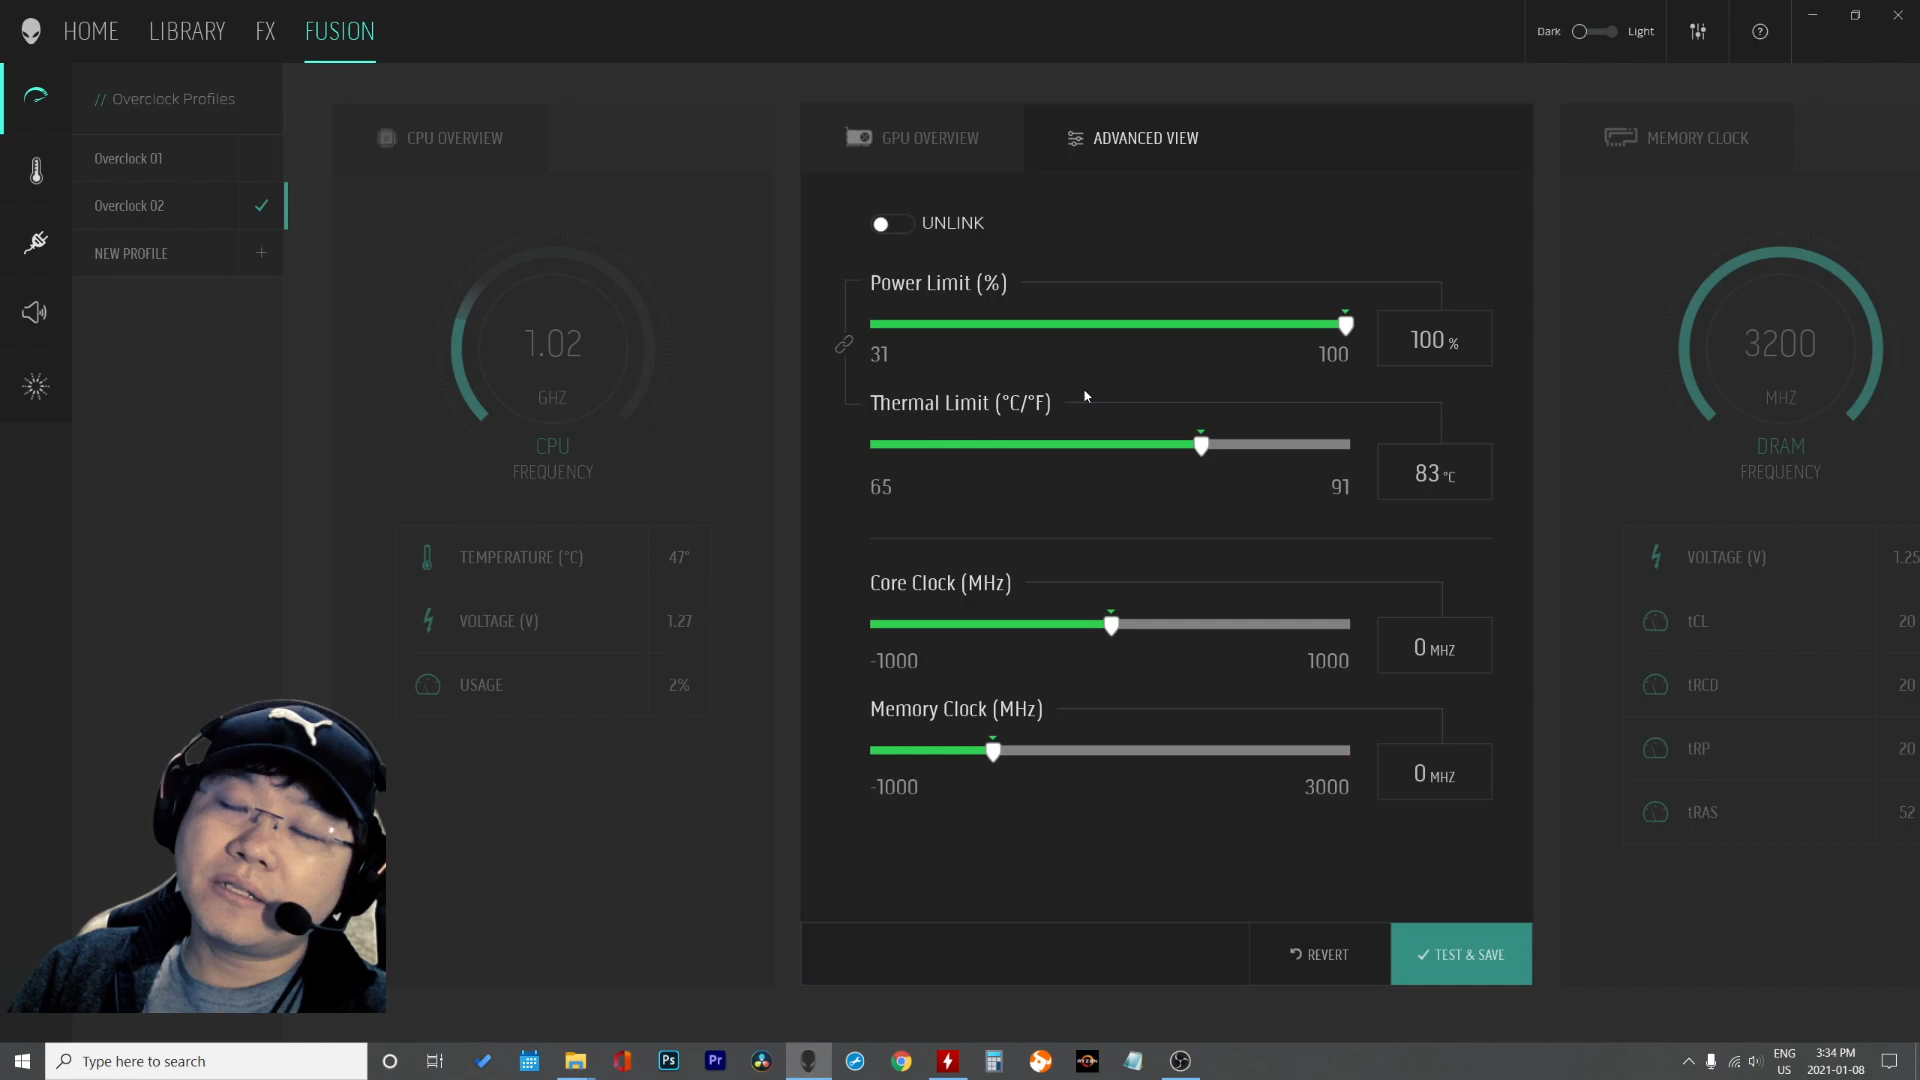 HOME LIBRARY FX FUSION
Dark Light
// Overclock Profiles
Overclock 01
Overclock 02
NEW PROFILE
CPU OVERVIEW
1.02
GHZ
CPU
FREQUENCY
TEMPERATURE (°C) 47°
VOLTAGE (V) 1.27
USAGE 2%
GPU OVERVIEW
ADVANCED VIEW
UNLINK
Power Limit (%)
31 100
100 %
Thermal Limit (°C/°F)
65 91
83 °C
Core Clock (MHz)
-1000 1000
0 MHZ
Memory Clock (MHz)
-1000 3000
0 MHZ
REVERT
TEST & SAVE
MEMORY CLOCK
3200
MHZ
DRAM
FREQUENCY
VOLTAGE (V) 1.25
tCL 20
tRCD 20
tRP 20
tRAS 52
Type here to search
Ps
Pr
RYZEN
ENG
US
3:34 PM
2021-01-08